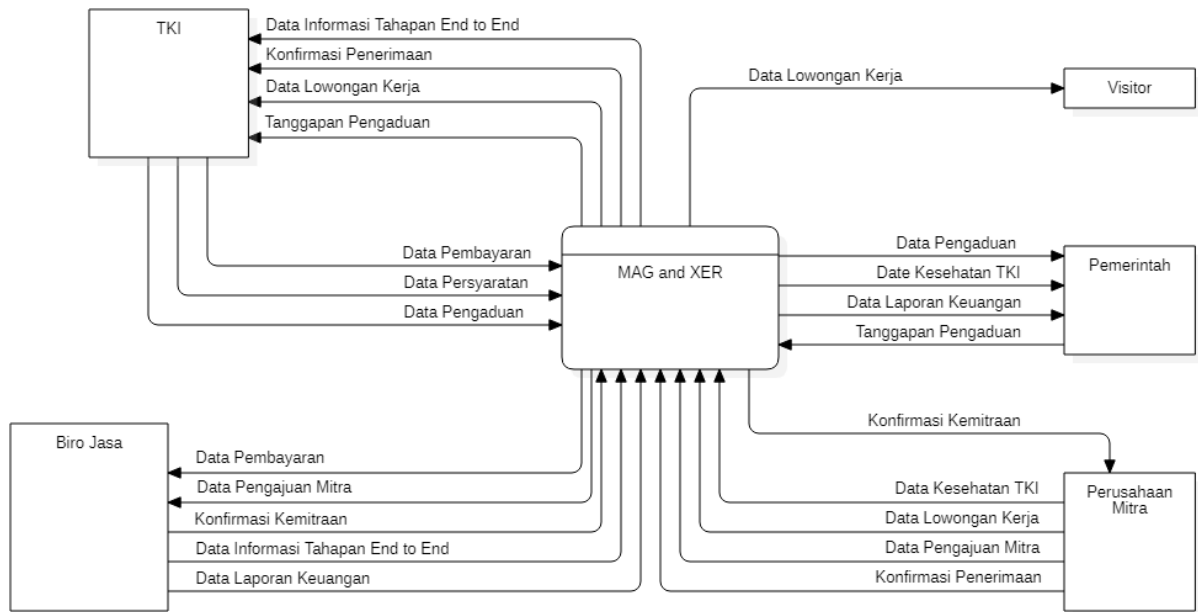 TKI
Data Informasi Tahapan End to End
Konfirmasi Penerimaan
Data Lowongan Kerja
Tanggapan Pengaduan
Data Lowongan Kerja
Visitor
Data Pembayaran
Data Persyaratan
Data Pengaduan
MAG and XER
Data Pengaduan
Date Kesehatan TKI
Data Laporan Keuangan
Tanggapan Pengaduan
Pemerintah
Biro Jasa
Data Pembayaran
Data Pengajuan Mitra
Konfirmasi Kemitraan
Data Informasi Tahapan End to End
Data Laporan Keuangan
Konfirmasi Kemitraan
Data Kesehatan TKI
Data Lowongan Kerja
Data Pengajuan Mitra
Konfirmasi Penerimaan
Perusahaan
Mitra